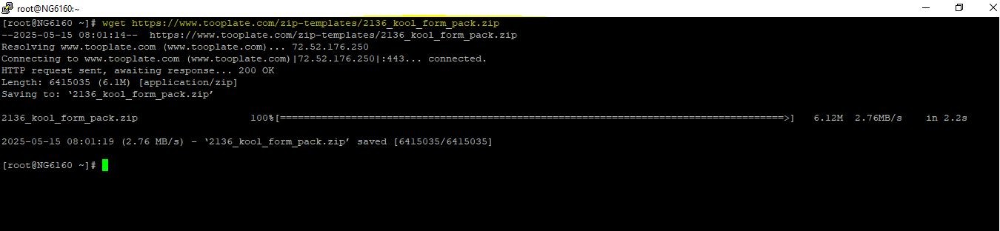 root@NG6160:~
[root@NG6160 ~]# wget https://www.tooplate.com/zip-templates/2136_kool_form_pack.zip
--2025-05-15 08:01:14--  https://www.tooplate.com/zip-templates/2136_kool_form_pack.zip
Resolving www.tooplate.com (www.tooplate.com)... 72.52.176.250
Connecting to www.tooplate.com (www.tooplate.com)|72.52.176.250|:443... connected.
HTTP request sent, awaiting response... 200 OK
Length: 6415035 (6.1M) [application/zip]
Saving to: ‘2136_kool_form_pack.zip’
2136_kool_form_pack.zip                   100%[=====================================================================================>]   6.12M  2.76MB/s    in 2.2s
2025-05-15 08:01:19 (2.76 MB/s) - ‘2136_kool_form_pack.zip’ saved [6415035/6415035]
[root@NG6160 ~]#